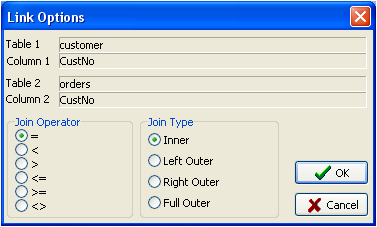 Link Options
Table 1 customer
Column 1 CustNo
Table 2 orders
Column 2 CustNo
Join Operator
=
<
>
<=
>=
<>
Join Type
Inner
Left Outer
Right Outer
Full Outer
OK
Cancel